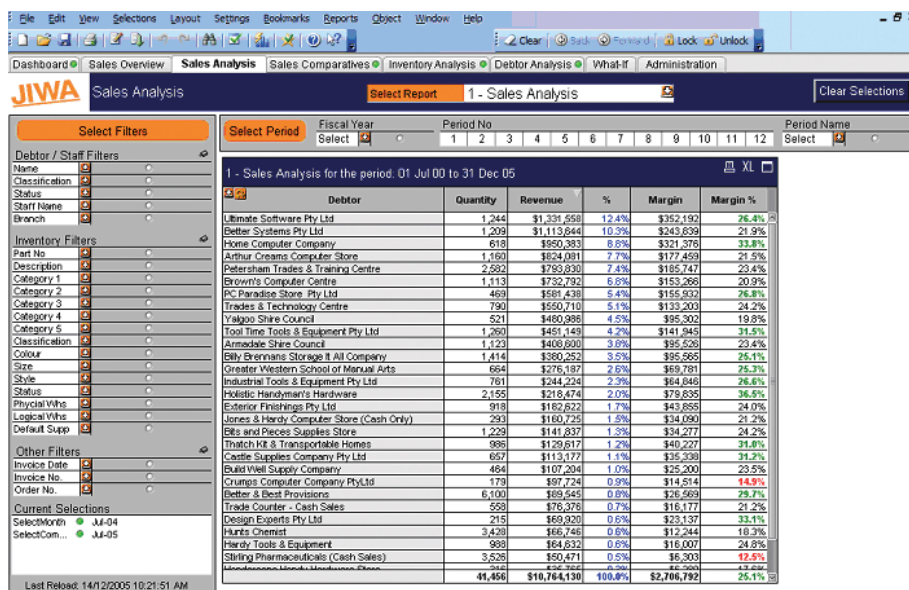 File Edit View Selections Layout Settings Bookmarks Reports Object Window Help
Clear Back Forward Lock Unlock
Dashboard Sales Overview Sales Analysis Sales Comparatives Inventory Analysis Debtor Analysis What-If Administration
JIWA Sales Analysis Select Report 1 - Sales Analysis Clear Selections
Select Filters
Debtor / Staff Filters
Name
Classification
Status
Staff Name
Branch
Inventory Filters
Part No
Description
Category 1
Category 2
Category 3
Category 4
Category 5
Classification
Colour
Size
Style
Status
Phycial Whs
Logical Whs
Default Supp
Other Filters
Invoice Date
Invoice No.
Order No.
Current Selections
SelectMonth Jul-04
SelectCom... Jul-05
Last Reload: 14/12/2005 10:21:51 AM
Select Period
Fiscal Year
Select
Period No
1 2 3 4 5 6 7 8 9 10 11 12
Period Name
Select
1 - Sales Analysis for the period: 01 Jul 00 to 31 Dec 05 XL
Debtor Quantity Revenue % Margin Margin %
Ultimate Software Pty Ltd 1,244 $1,331,558 12.4% $352,192 26.4%
Better Systems Pty Ltd 1,209 $1,113,644 10.3% $243,839 21.9%
Home Computer Company 618 $950,383 8.8% $321,376 33.8%
Arthur Creams Computer Store 1,160 $824,081 7.7% $177,459 21.5%
Petersham Trades & Training Centre 2,582 $793,830 7.4% $185,747 23.4%
Brown's Computer Centre 1,113 $732,792 6.8% $153,266 20.9%
PC Paradise Store Pty Ltd 469 $581,438 5.4% $155,932 26.8%
Trades & Technology Centre 790 $550,710 5.1% $133,203 24.2%
Yalgoo Shire Council 521 $480,986 4.5% $95,302 19.8%
Tool Time Tools & Equipment Pty Ltd 1,260 $451,149 4.2% $141,945 31.5%
Armadale Shire Council 1,123 $408,600 3.8% $95,526 23.4%
Billy Brennans Storage It All Company 1,414 $380,252 3.5% $95,565 25.1%
Greater Western School of Manual Arts 664 $276,187 2.6% $69,781 25.3%
Industrial Tools & Equipment Pty Ltd 761 $244,224 2.3% $64,846 26.6%
Holistic Handyman's Hardware 2,155 $218,474 2.0% $79,835 36.5%
Exterior Finishings Pty Ltd 918 $182,622 1.7% $43,855 24.0%
Jones & Hardy Computer Store (Cash Only) 293 $160,725 1.5% $34,090 21.2%
Bits and Pieces Supplies Store 1,229 $141,837 1.3% $34,277 24.2%
Thatch Kit & Transportable Homes 986 $129,617 1.2% $40,227 31.0%
Castle Supplies Company Pty Ltd 657 $113,177 1.1% $35,338 31.2%
Build Well Supply Company 464 $107,204 1.0% $25,200 23.5%
Crumps Computer Company PtyLtd 179 $97,724 0.9% $14,514 14.9%
Better & Best Provisions 6,100 $89,545 0.8% $26,569 29.7%
Trade Counter - Cash Sales 558 $76,376 0.7% $16,177 21.2%
Design Experts Pty Ltd 215 $69,920 0.6% $23,137 33.1%
Hunts Chemist 3,428 $66,746 0.6% $12,244 18.3%
Hardy Tools & Equipment 988 $64,632 0.6% $16,007 24.8%
Stirling Pharmaceuticals (Cash Sales) 3,526 $50,471 0.5% $6,303 12.5%
41,456 $10,764,130 100.0% $2,706,792 25.1%